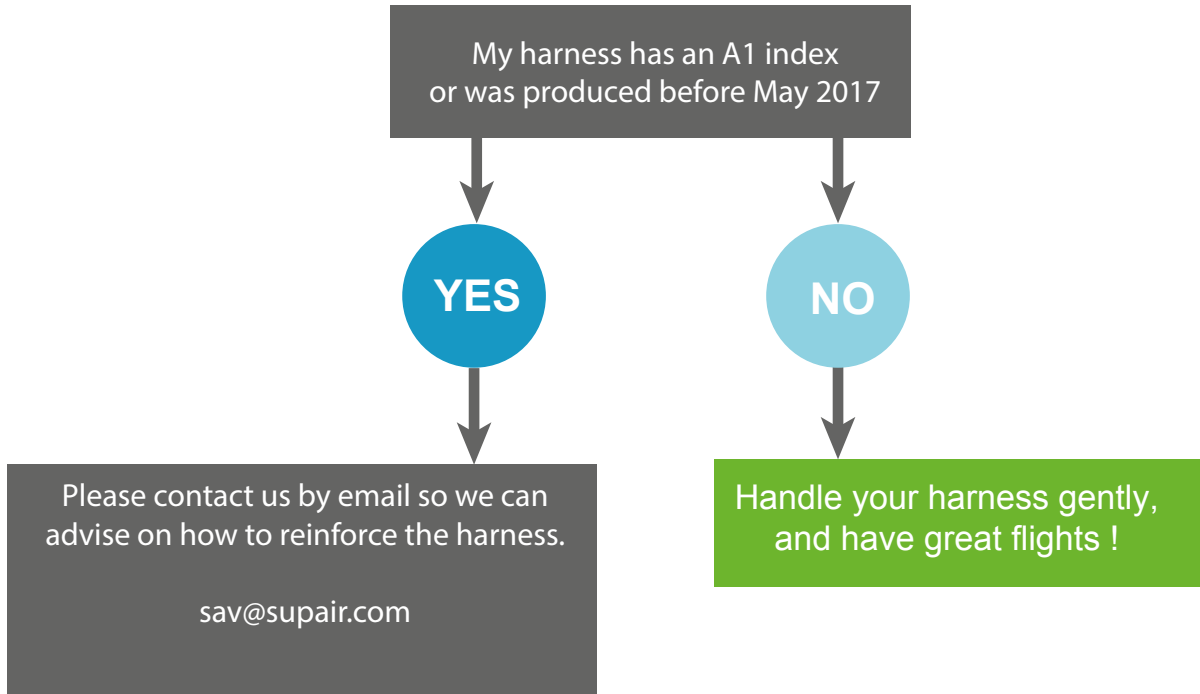 My harness has an A1 index
or was produced before May 2017
YES
NO
Please contact us by email so we can
advise on how to reinforce the harness.
sav@supair.com
Handle your harness gently,
and have great flights !